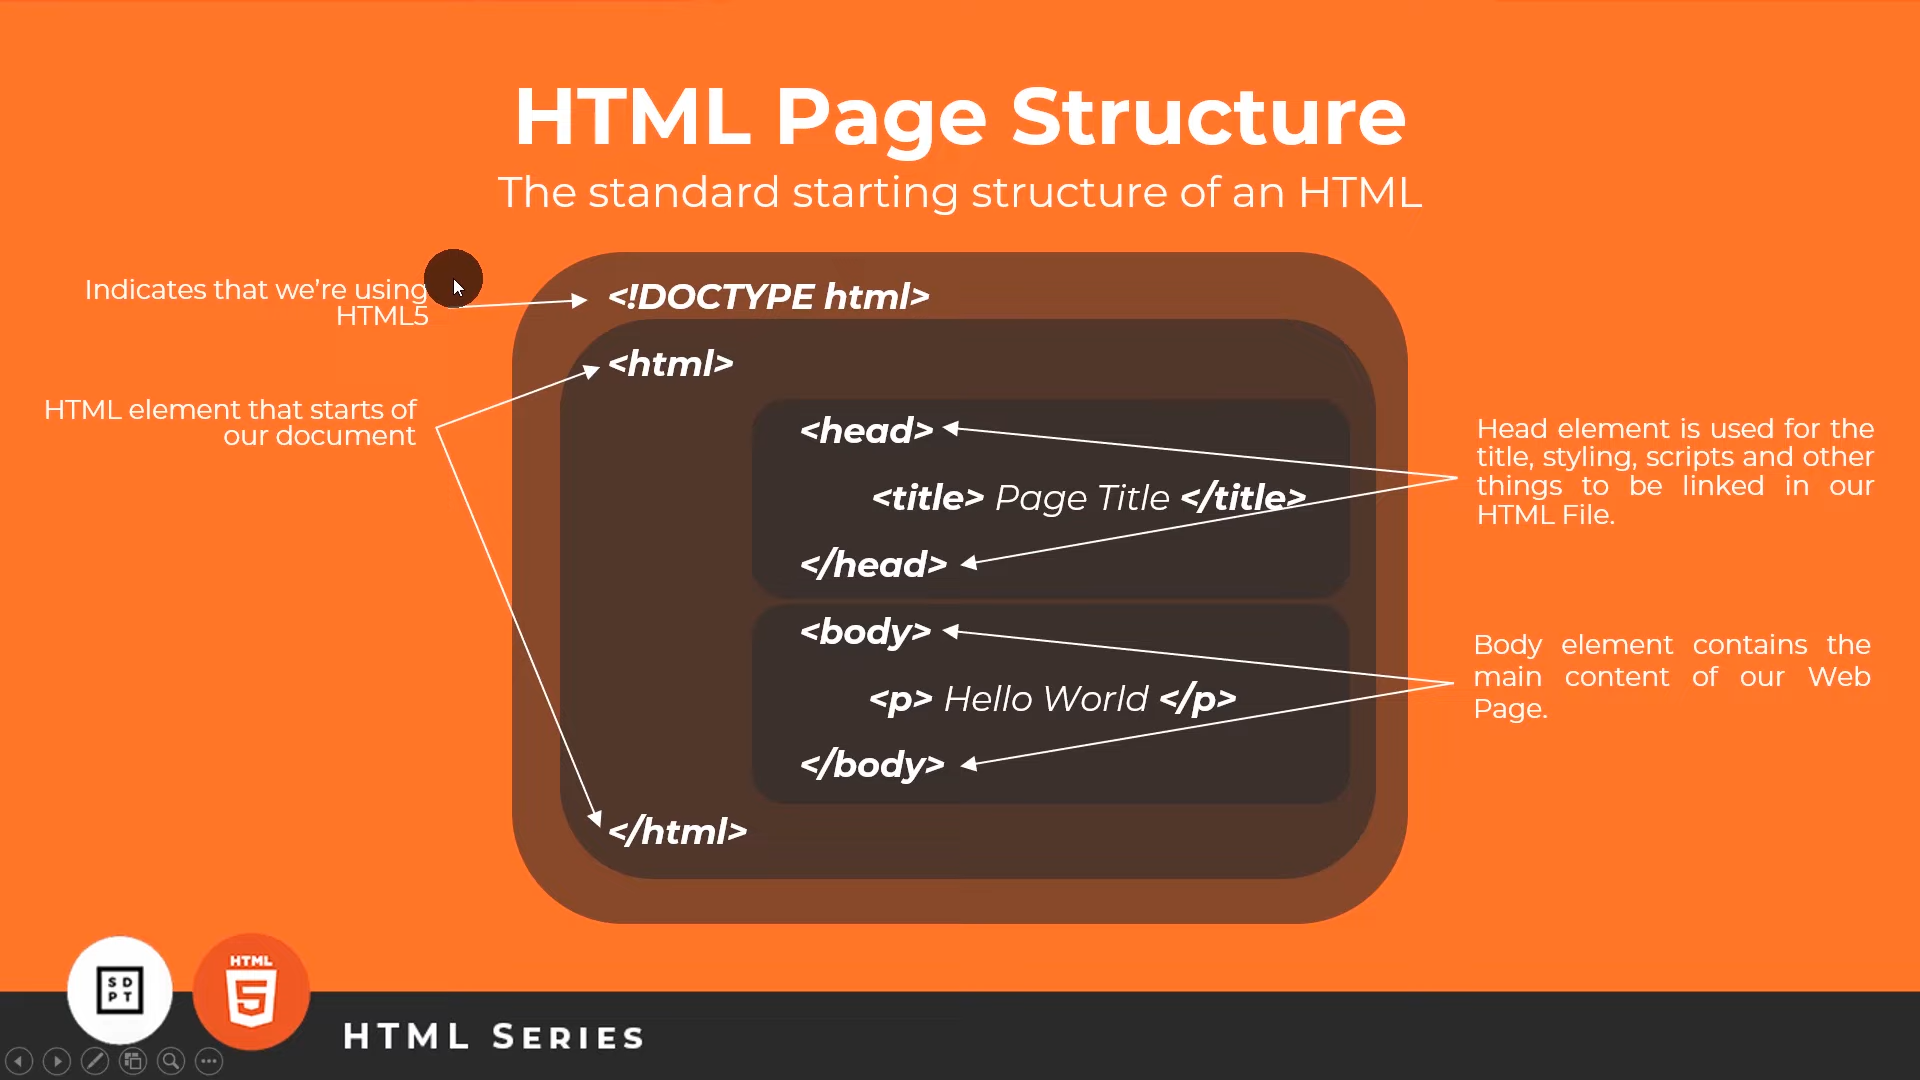 HTML Page Structure
The standard starting structure of an HTML
Indicates that we're using
HTML5
HTML element that starts of
our document
<!DOCTYPE html>
<html>
<head>
<title> Page Title </title>
</head>
<body>
<p> Hello World </p>
</body>
</html>
Head element is used for the
title, styling, scripts and other
things to be linked in our
HTML File.
Body element contains the
main content of our Web
Page.
S D
P T
HTML
5
HTML SERIES